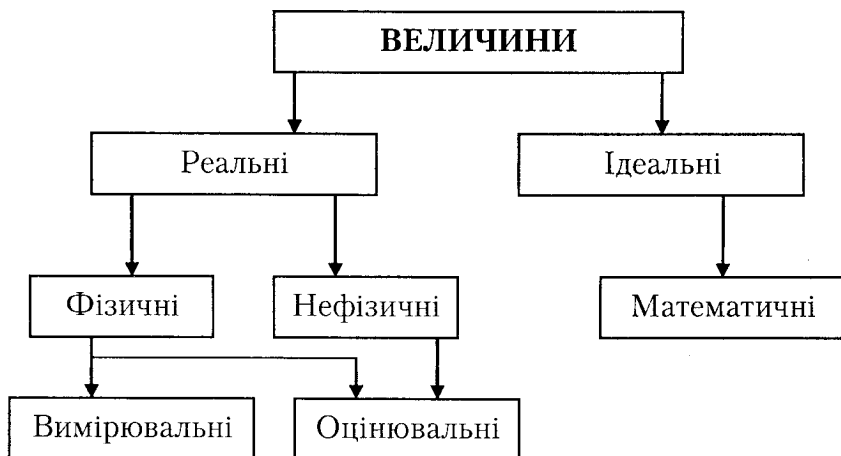 ВЕЛИЧИНИ
Реальні
Ідеальні
Фізичні
Нефізичні
Математичні
Вимірювальні
Оцінювальні